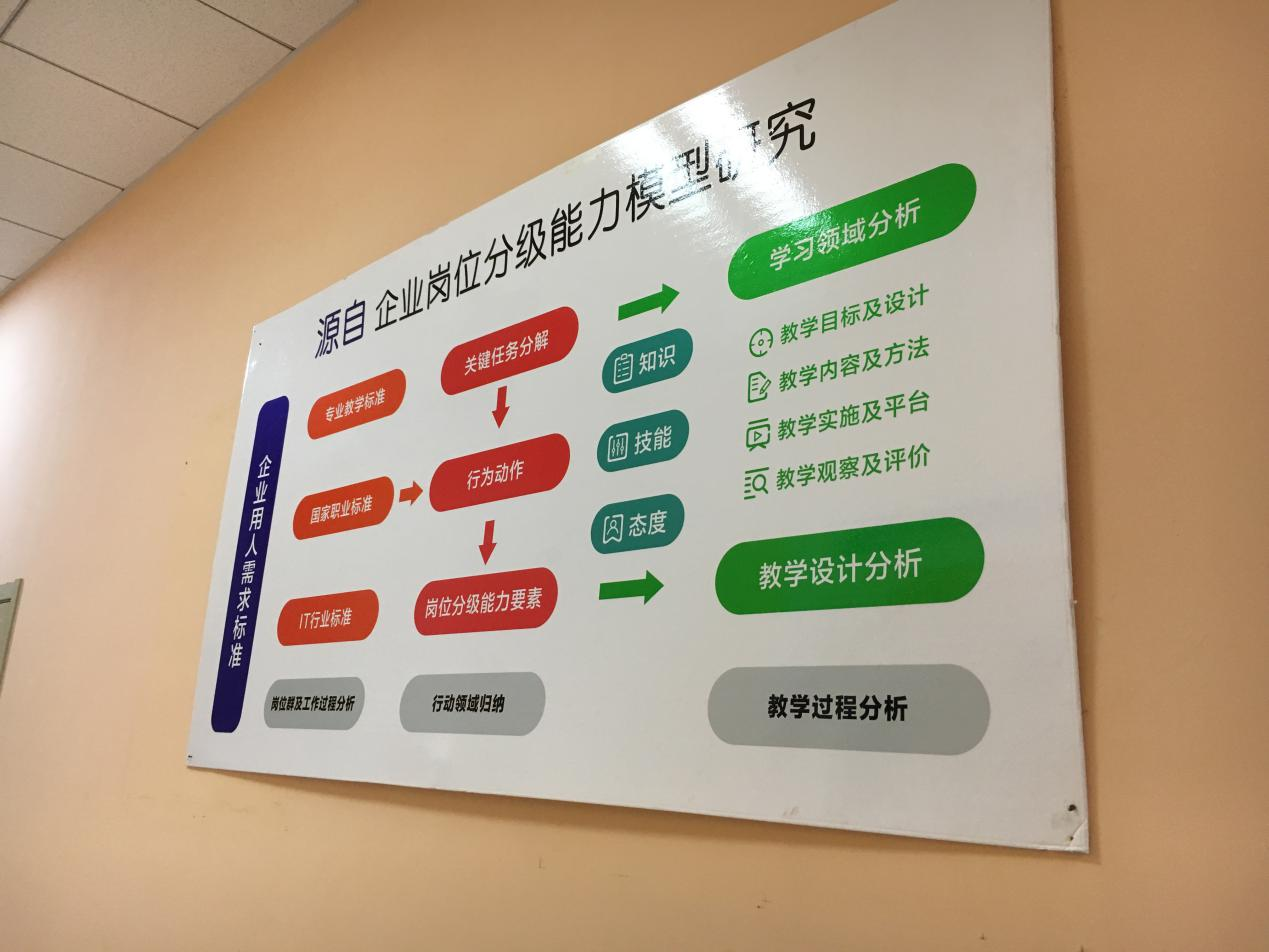 源自 企业岗位分级能力模型研究
企业用人需求标准
专业教学标准
国家职业标准
IT行业标准
岗位群及工作过程分析
关键任务分解
行为动作
岗位分级能力要素
行动领域归纳
知识
技能
态度
学习领域分析
教学目标及设计
教学内容及方法
教学实施及平台
教学观察及评价
教学设计分析
教学过程分析